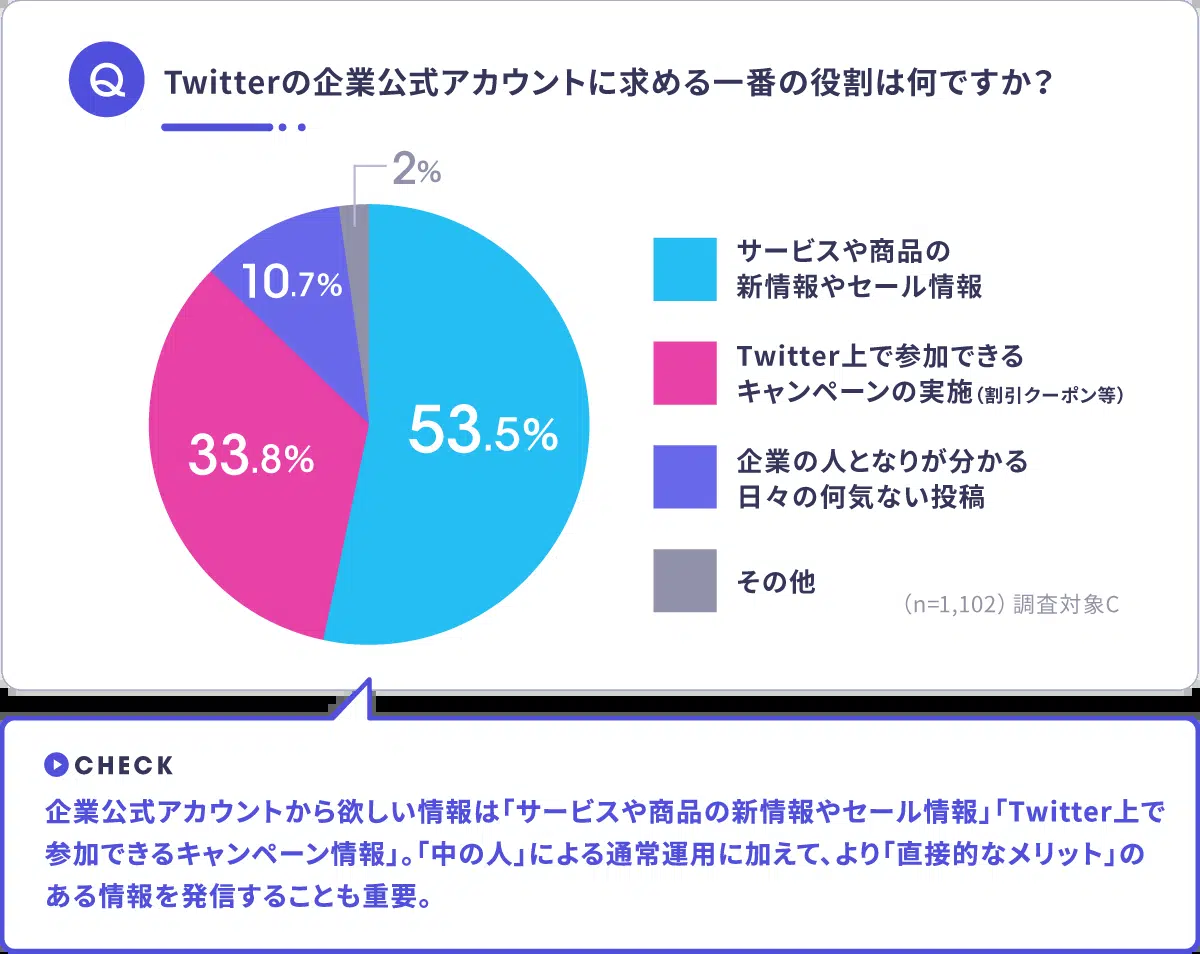 Q Twitterの企業公式アカウントに求める一番の役割は何ですか？
2%
10.7%
33.8%
53.5%
サービスや商品の
新情報やセール情報
Twitter上で参加できる
キャンペーンの実施（割引クーポン等）
企業の人となりが分かる
日々の何気ない投稿
その他
（n=1,102）調査対象C
CHECK
企業公式アカウントから欲しい情報は「サービスや商品の新情報やセール情報」「Twitter上で
参加できるキャンペーン情報」。「中の人」による通常運用に加えて、より「直接的なメリット」の
ある情報を発信することも重要。